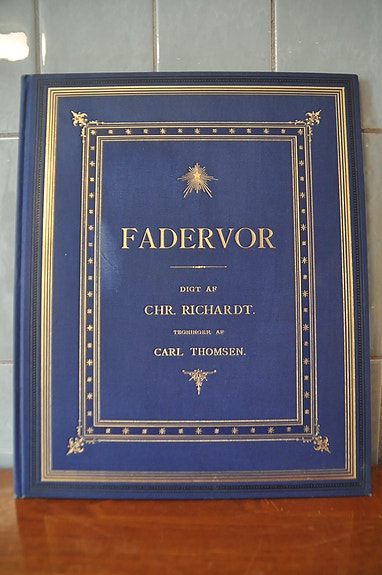 FADERVOR
DIGT AF
CHR. RICHARDT.
TEGNINGER AF
CARL THOMSEN.